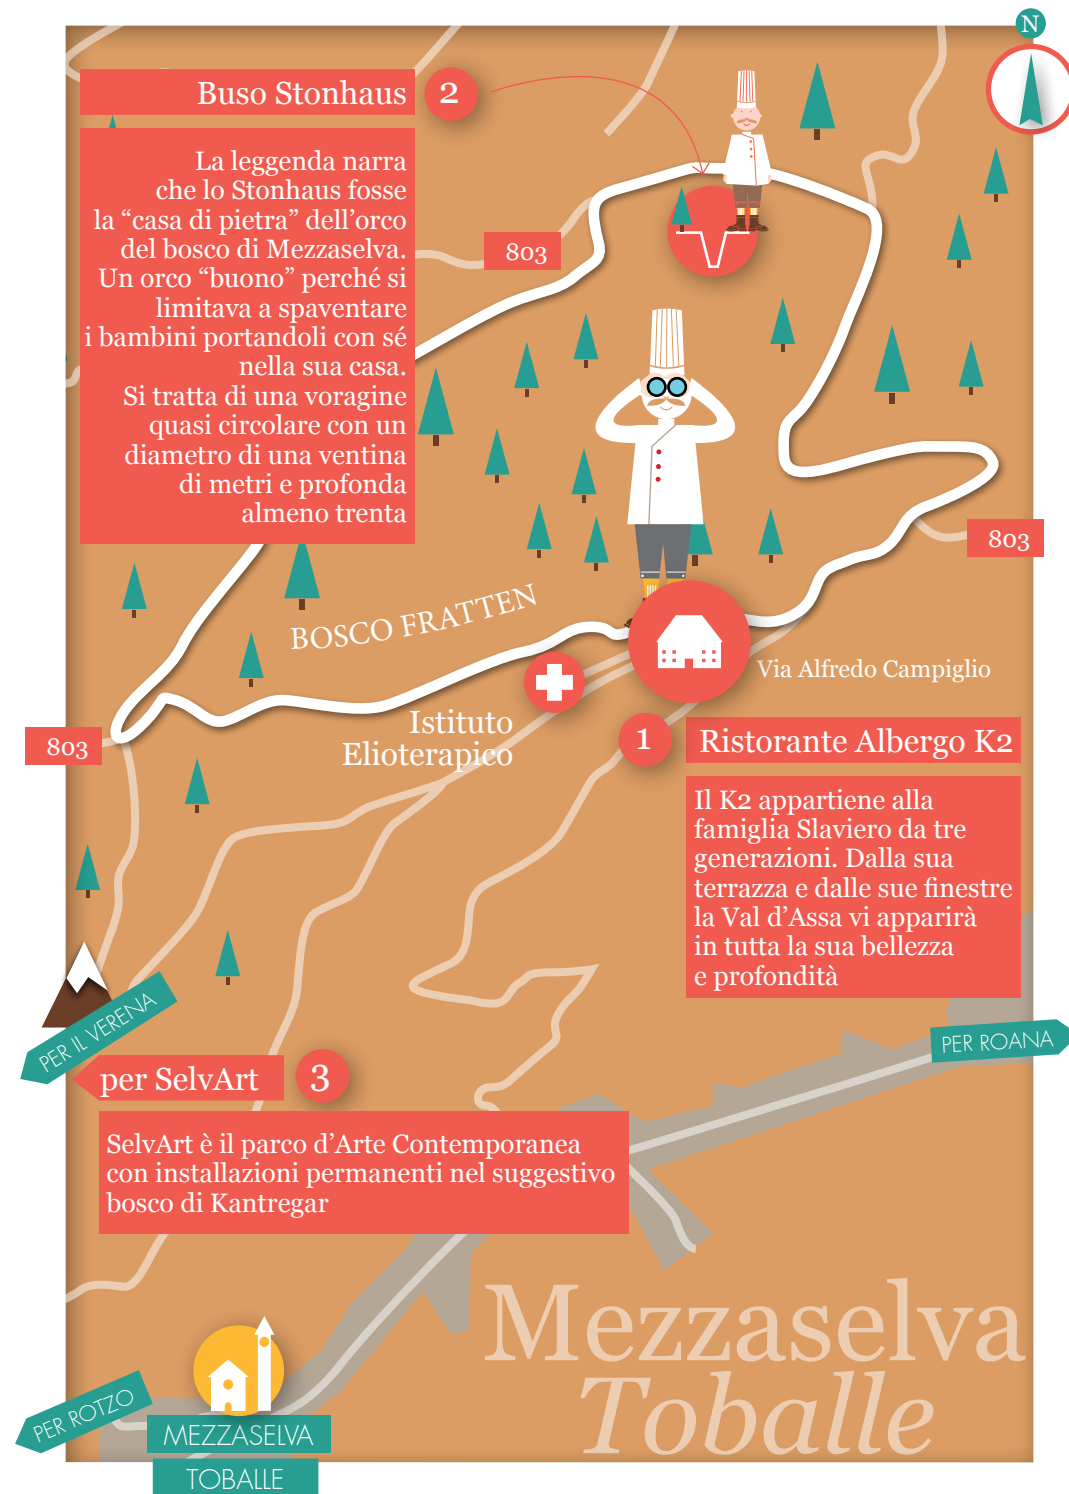 N
Buso Stonhaus
2
La leggenda narra
che lo Stonhaus fosse
la “casa di pietra” dell’orco
del bosco di Mezzaselva.
Un orco “buono” perché si
limitava a spaventare
i bambini portandoli con sé
nella sua casa.
Si tratta di una voragine
quasi circolare con un
diametro di una ventina
di metri e profonda
almeno trenta
803
803
BOSCO FRATTEN
Via Alfredo Campiglio
Istituto
Elioterapico
803
1
Ristorante Albergo K2
Il K2 appartiene alla
famiglia Slaviero da tre
generazioni. Dalla sua
terrazza e dalle sue finestre
la Val d’Assa vi apparirà
in tutta la sua bellezza
e profondità
PER IL VERENA
PER ROANA
per SelvArt
3
SelvArt è il parco d’Arte Contemporanea
con installazioni permanenti nel suggestivo
bosco di Kantregar
Mezzaselva
Toballe
PER ROTZO
MEZZASELVA
TOBALLE